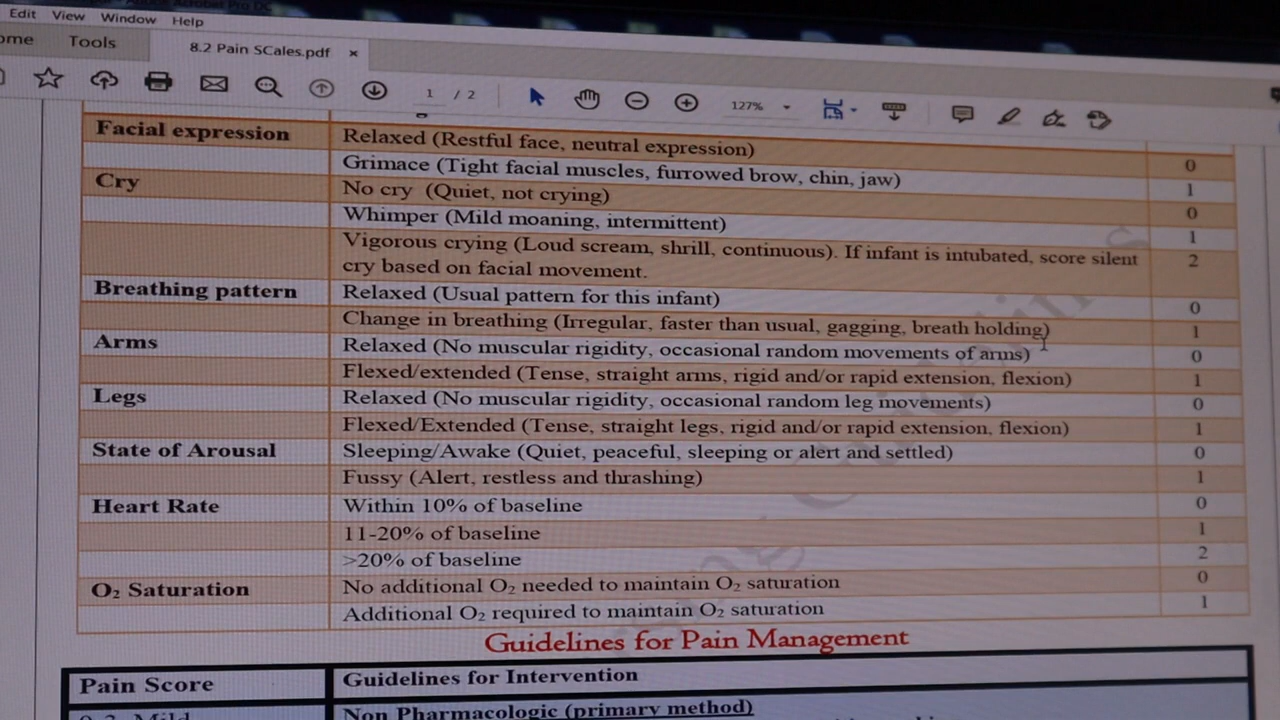 Edit View Window Help
ome Tools 8.2 Pain SCales.pdf ×
1 / 2 127%
Facial expression Relaxed (Restful face, neutral expression) 0
Grimace (Tight facial muscles, furrowed brow, chin, jaw) 1
Cry No cry (Quiet, not crying) 0
Whimper (Mild moaning, intermittent) 1
Vigorous crying (Loud scream, shrill, continuous). If infant is intubated, score silent 2
cry based on facial movement.
Breathing pattern Relaxed (Usual pattern for this infant) 0
Change in breathing (Irregular, faster than usual, gagging, breath holding) 1
Arms Relaxed (No muscular rigidity, occasional random movements of arms) 0
Flexed/extended (Tense, straight arms, rigid and/or rapid extension, flexion) 1
Legs Relaxed (No muscular rigidity, occasional random leg movements) 0
Flexed/Extended (Tense, straight legs, rigid and/or rapid extension, flexion) 1
State of Arousal Sleeping/Awake (Quiet, peaceful, sleeping or alert and settled) 0
Fussy (Alert, restless and thrashing) 1
Heart Rate Within 10% of baseline 0
11-20% of baseline 1
>20% of baseline 2
O₂ Saturation No additional O₂ needed to maintain O₂ saturation 0
Additional O₂ required to maintain O₂ saturation 1
Guidelines for Pain Management
Pain Score Guidelines for Intervention
Non Pharmacologic (primary method)